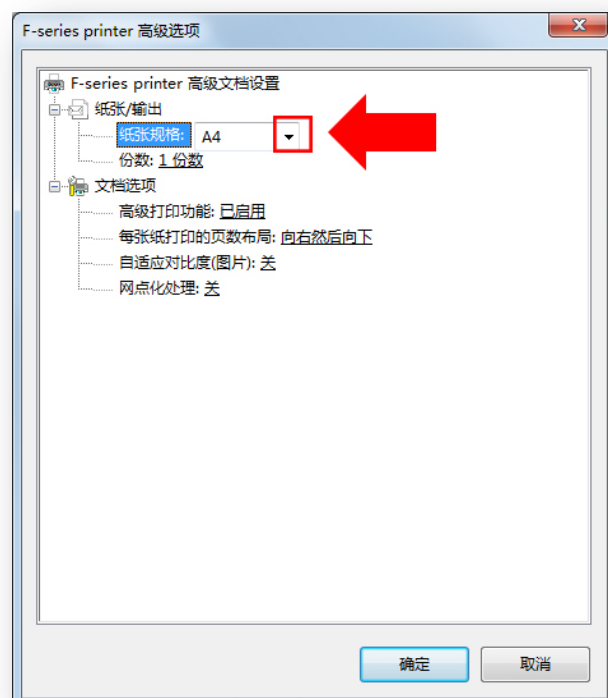 F-series printer 高级选项
F-series printer 高级文档设置
纸张/输出
纸张规格: A4
份数: 1 份数
文档选项
高级打印功能: 已启用
每张纸打印的页数布局: 向右然后向下
自适应对比度(图片): 关
网点化处理: 关
确定 取消